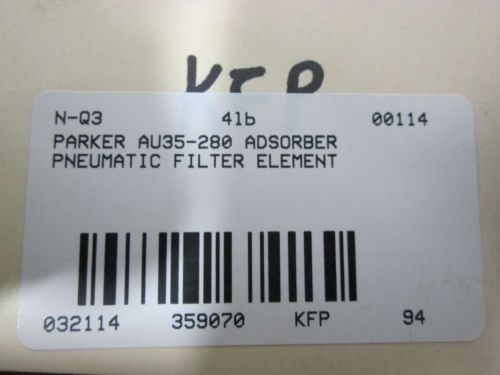 KFP
N-Q3 4lb 00114
PARKER AU35-280 ADSORBER
PNEUMATIC FILTER ELEMENT
032114 359070 KFP 94